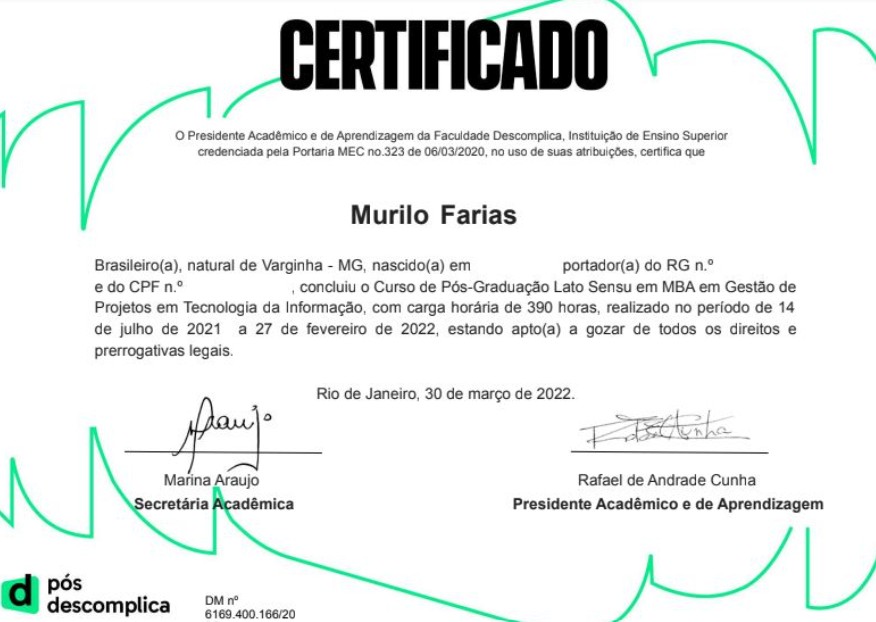 CERTIFICADO
O Presidente Acadêmico e de Aprendizagem da Faculdade Descomplica, Instituição de Ensino Superior
credenciada pela Portaria MEC no.323 de 06/03/2020, no uso de suas atribuições, certifica que
Murilo Farias
Brasileiro(a), natural de Varginha - MG, nascido(a) em portador(a) do RG n.º
e do CPF n.º , concluiu o Curso de Pós-Graduação Lato Sensu em MBA em Gestão de
Projetos em Tecnologia da Informação, com carga horária de 390 horas, realizado no período de 14
de julho de 2021 a 27 de fevereiro de 2022, estando apto(a) a gozar de todos os direitos e
prerrogativas legais.
Rio de Janeiro, 30 de março de 2022.
Marina Araujo
Secretária Acadêmica
Rafael de Andrade Cunha
Presidente Acadêmico e de Aprendizagem
d pós
descomplica
DM nº
6169.400.166/20